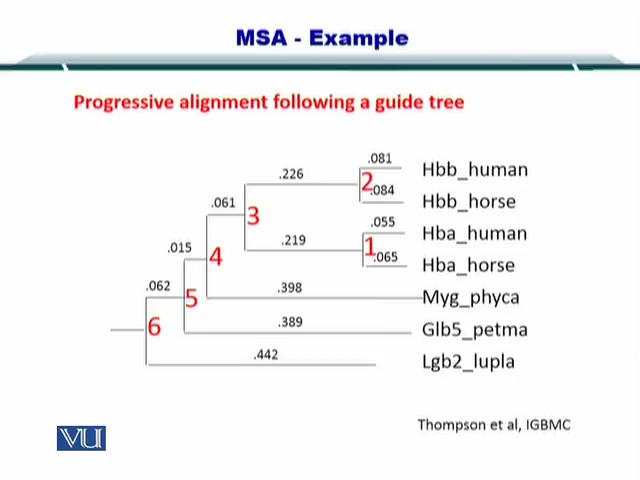 MSA - Example
Progressive alignment following a guide tree
.081
Hbb_human
.226
2
.084
Hbb_horse
.061
3
.055
Hba_human
.219
1
.065
Hba_horse
.015
4
.398
Myg_phyca
.062
5
.389
Glb5_petma
6
.442
Lgb2_lupla
Thompson et al, IGBMC
VU